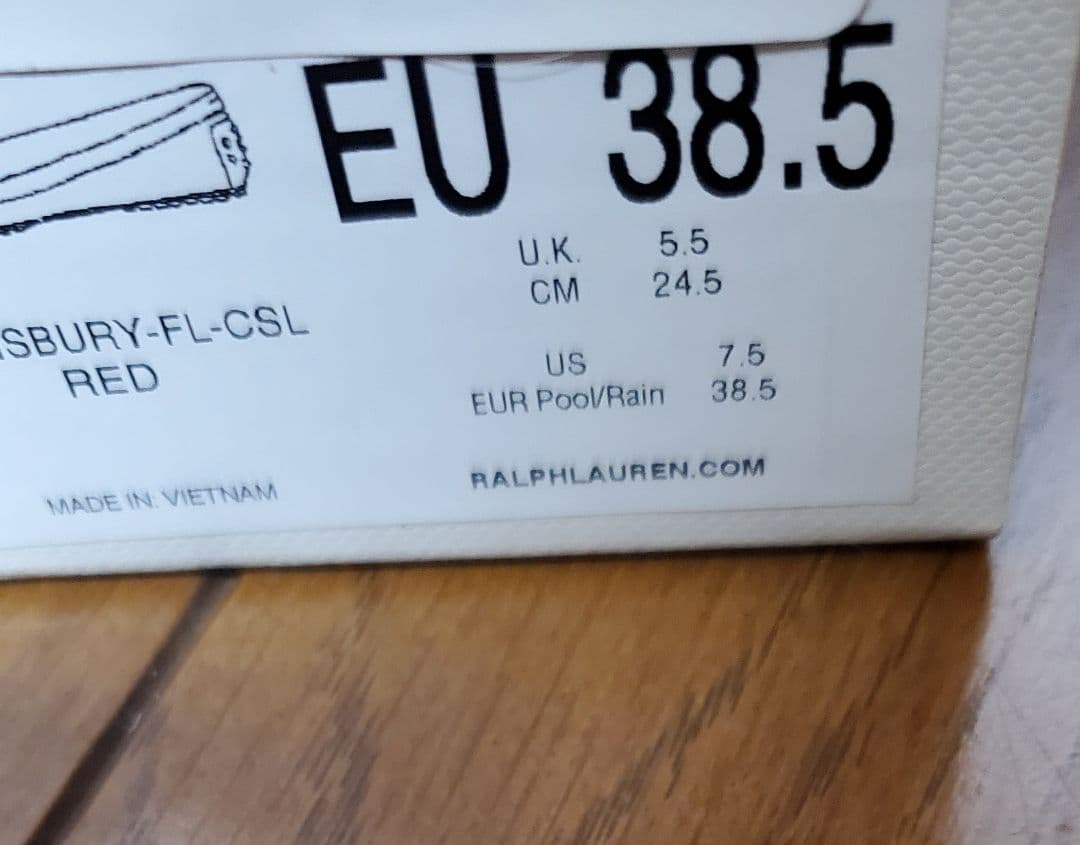 EU 38.5
U.K. 5.5
CM 24.5
SBURY-FL-CSL
RED
US 7.5
EUR Pool/Rain 38.5
MADE IN: VIETNAM
RALPHLAUREN.COM